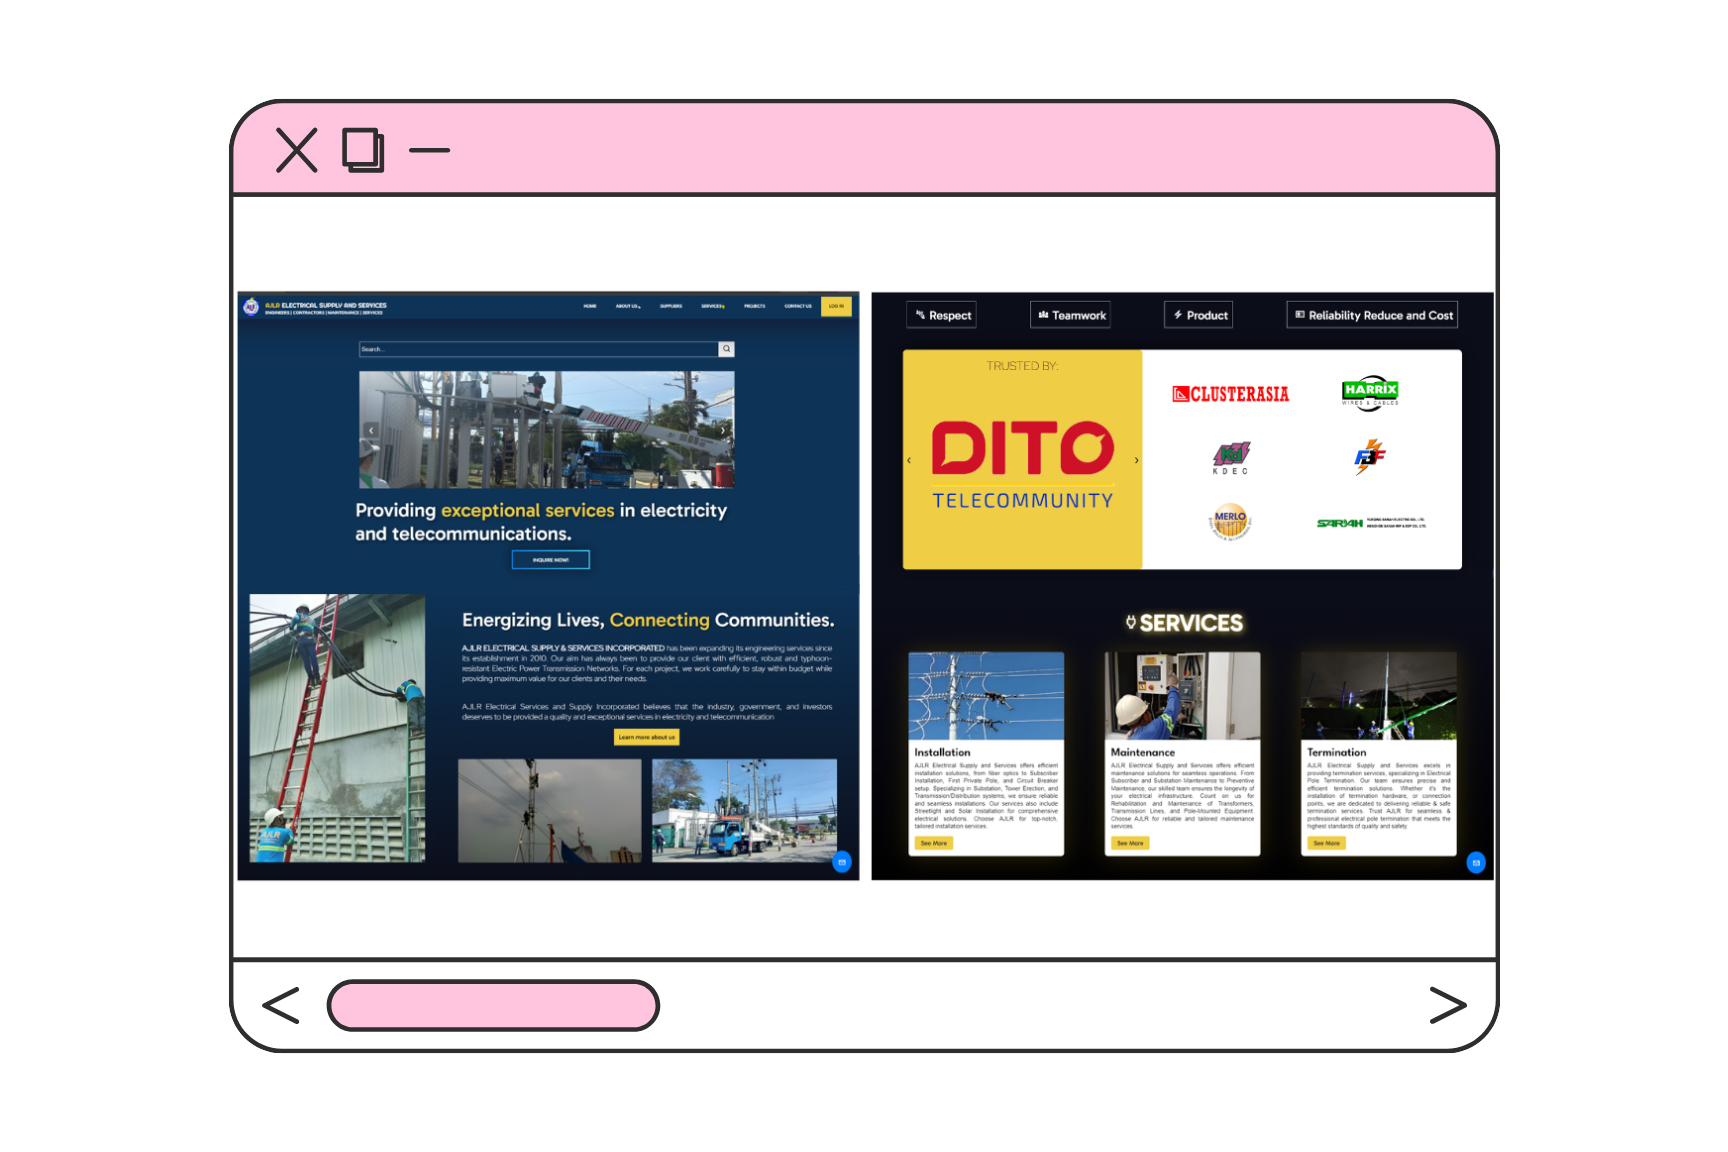 AJLR ELECTRICAL SUPPLY AND SERVICES
ENGINEERS | CONTRACTORS | MAINTENANCE | SERVICES
HOME
ABOUT US
SUPPLIERS
SERVICES
PROJECTS
CONTACT US
LOG IN
Search...
Providing exceptional services in electricity
and telecommunications.
INQUIRE NOW!
Energizing Lives, Connecting Communities.
AJLR ELECTRICAL SUPPLY & SERVICES INCORPORATED has been expanding its engineering services since
its establishment in 2010. Our aim has always been to provide our client with efficient, robust and typhoon-
resistant Electric Power Transmission Networks. For each project, we work carefully to stay within budget while
providing maximum value for our clients and their needs.
AJLR Electrical Services and Supply Incorporated believes that the industry, government, and investors
deserves to be provided a quality and exceptional services in electricity and telecommunication
Learn more about us
AJLR
Respect
Teamwork
Product
Reliability Reduce and Cost
TRUSTED BY:
DITO
TELECOMMUNITY
CLUSTERASIA
HARRIX
WIRES & CABLES
Kd
KDEC
FBF
MERLO
SARIAH
SERVICES
Installation
AJLR Electrical Supply and Services offers efficient
installation solutions, from fiber optics to Subscriber
Installation, First Private Pole, and Circuit Breaker
setup. Specializing in Substation, Tower Erection, and
Transmission/Distribution systems, we ensure reliable
and seamless installations. Our services also include
Streetlight and Solar Installation for comprehensive
electrical solutions. Choose AJLR for top-notch,
tailored installation services.
See More
Maintenance
AJLR Electrical Supply and Services offers efficient
maintenance solutions for seamless operations. From
Subscriber and Substation Maintenance to Preventive
Maintenance, our skilled team ensures the longevity of
your electrical infrastructure. Count on us for
Rehabilitation and Maintenance of Transformers,
Transmission Lines, and Pole-Mounted Equipment.
Choose AJLR for reliable and tailored maintenance
services.
See More
Termination
AJLR Electrical Supply and Services excels in
providing termination services, specializing in Electrical
Pole Termination. Our team ensures precise and
efficient termination solutions. Whether it's the
installation of termination hardware, or connection
points, we are dedicated to delivering reliable & safe
termination services. Trust AJLR for seamless &
professional electrical pole termination that meets the
highest standards of quality and safety.
See More